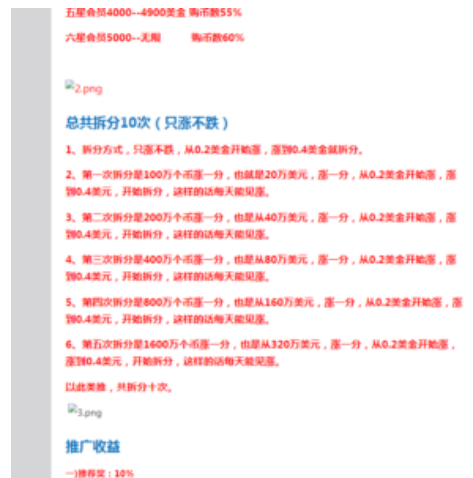 五星会员4000--4900美金 购币数55%
六星会员5000--无限 购币数60%
2.png
总共拆分10次（只涨不跌）
1、拆分方式，只涨不跌，从0.2美金开始涨，涨到0.4美金就拆分。
2、第一次拆分是100万个币涨一分，也就是20万美元，涨一分，从0.2美金开始涨，涨
到0.4美元，开始拆分，这样的话每天能见涨。
3、第二次拆分是200万个币涨一分，也是从40万美元，涨一分，从0.2美金开始涨，涨
到0.4美元，开始拆分，这样的话每天能见涨。
4、第三次拆分是400万个币涨一分，也是从80万美元，涨一分，从0.2美金开始涨，涨
到0.4美元，开始拆分，这样的话每天能见涨。
5、第四次拆分是800万个币涨一分，也是从160万美元，涨一分，从0.2美金开始涨，涨
到0.4美元，开始拆分，这样的话每天能见涨。
6、第五次拆分是1600万个币涨一分，也是从320万美元，涨一分，从0.2美金开始涨，
涨到0.4美元，开始拆分，这样的话每天能见涨。
以此类推，共拆分十次。
3.png
推广收益
一)推荐奖：10%